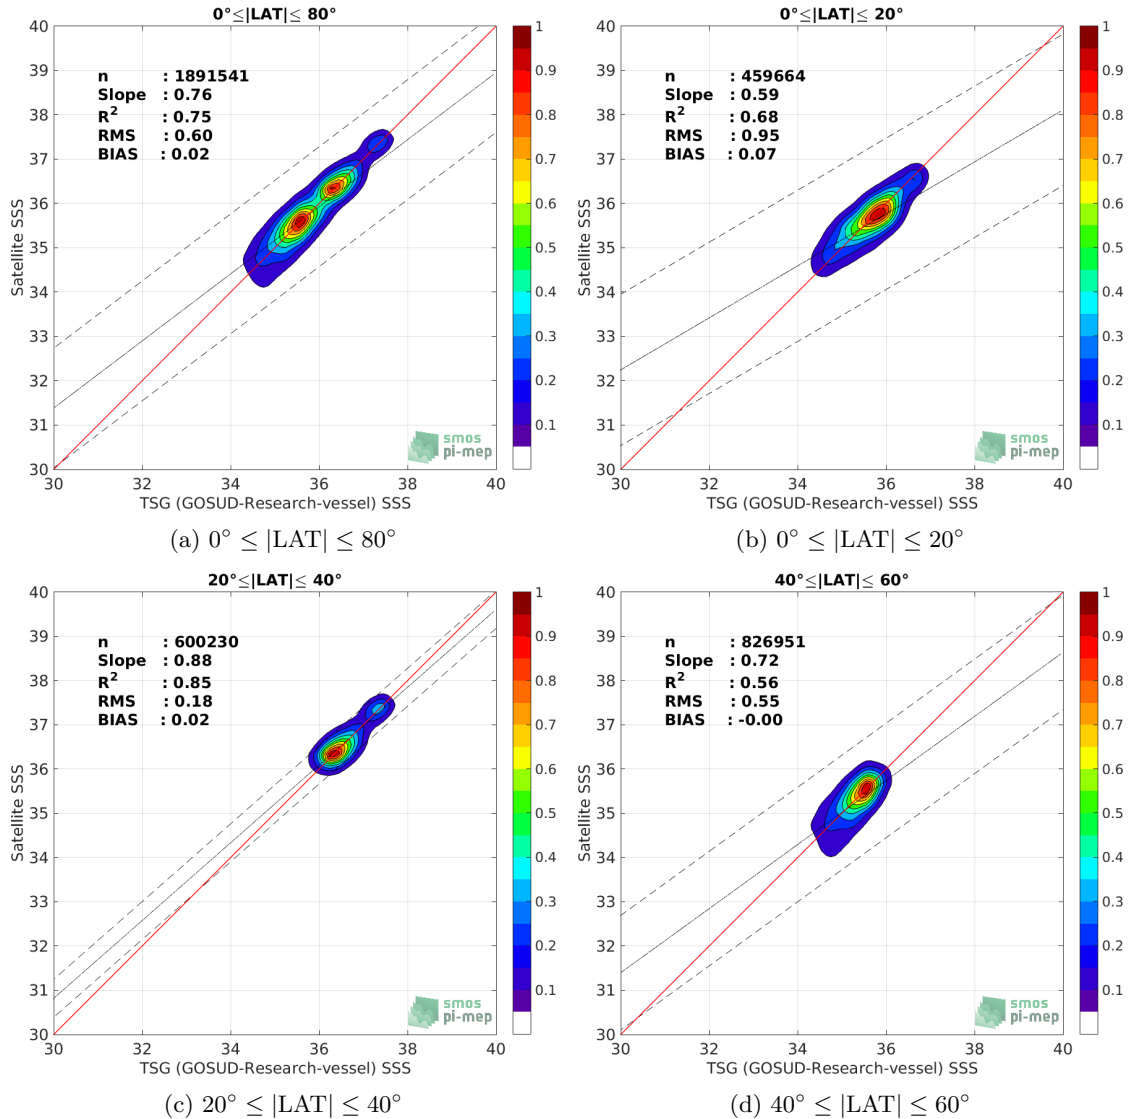 0°≤|LAT|≤ 80°
n : 1891541
Slope : 0.76
R² : 0.75
RMS : 0.60
BIAS : 0.02
Satellite SSS
40
39
38
37
36
35
34
33
32
31
30
30 32 34 36 38 40
TSG (GOSUD-Research-vessel) SSS
1
0.9
0.8
0.7
0.6
0.5
0.4
0.3
0.2
0.1
smos
pi-mep
(a) 0° ≤ |LAT| ≤ 80°
0°≤|LAT|≤ 20°
n : 459664
Slope : 0.59
R² : 0.68
RMS : 0.95
BIAS : 0.07
Satellite SSS
40
39
38
37
36
35
34
33
32
31
30
30 32 34 36 38 40
TSG (GOSUD-Research-vessel) SSS
1
0.9
0.8
0.7
0.6
0.5
0.4
0.3
0.2
0.1
smos
pi-mep
(b) 0° ≤ |LAT| ≤ 20°
20°≤|LAT|≤ 40°
n : 600230
Slope : 0.88
R² : 0.85
RMS : 0.18
BIAS : 0.02
Satellite SSS
40
39
38
37
36
35
34
33
32
31
30
30 32 34 36 38 40
TSG (GOSUD-Research-vessel) SSS
1
0.9
0.8
0.7
0.6
0.5
0.4
0.3
0.2
0.1
smos
pi-mep
(c) 20° ≤ |LAT| ≤ 40°
40°≤|LAT|≤ 60°
n : 826951
Slope : 0.72
R² : 0.56
RMS : 0.55
BIAS : -0.00
Satellite SSS
40
39
38
37
36
35
34
33
32
31
30
30 32 34 36 38 40
TSG (GOSUD-Research-vessel) SSS
1
0.9
0.8
0.7
0.6
0.5
0.4
0.3
0.2
0.1
smos
pi-mep
(d) 40° ≤ |LAT| ≤ 60°